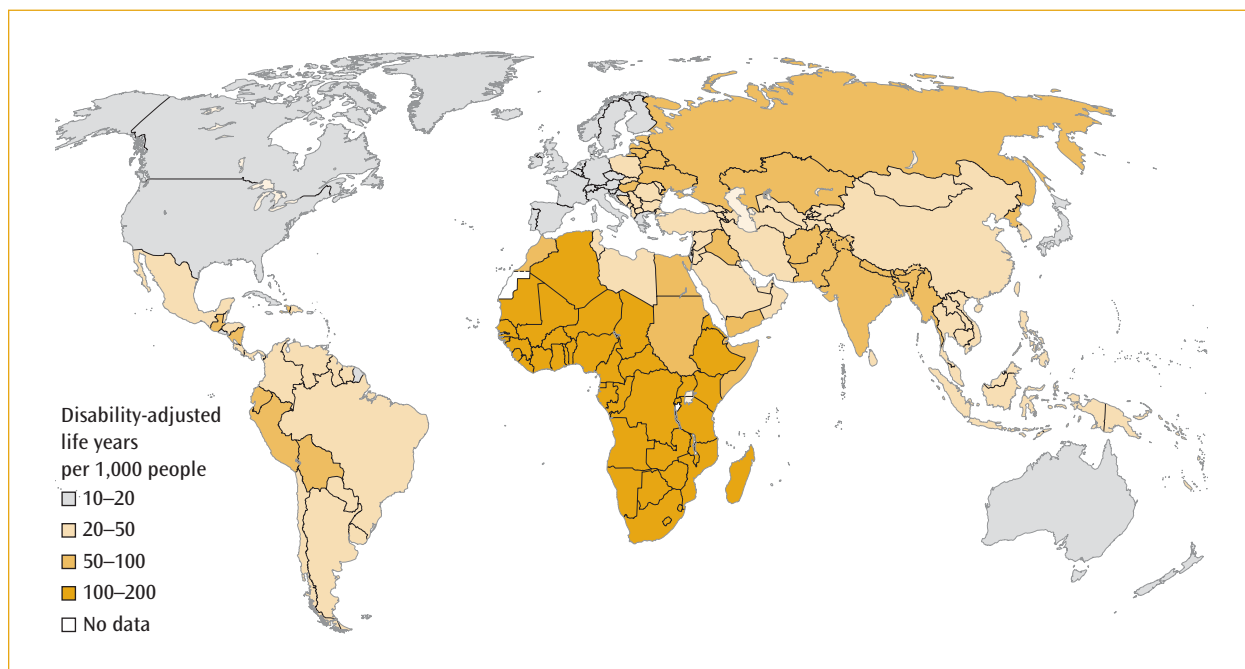 Disability-adjusted
life years
per 1,000 people
10–20
20–50
50–100
100–200
No data